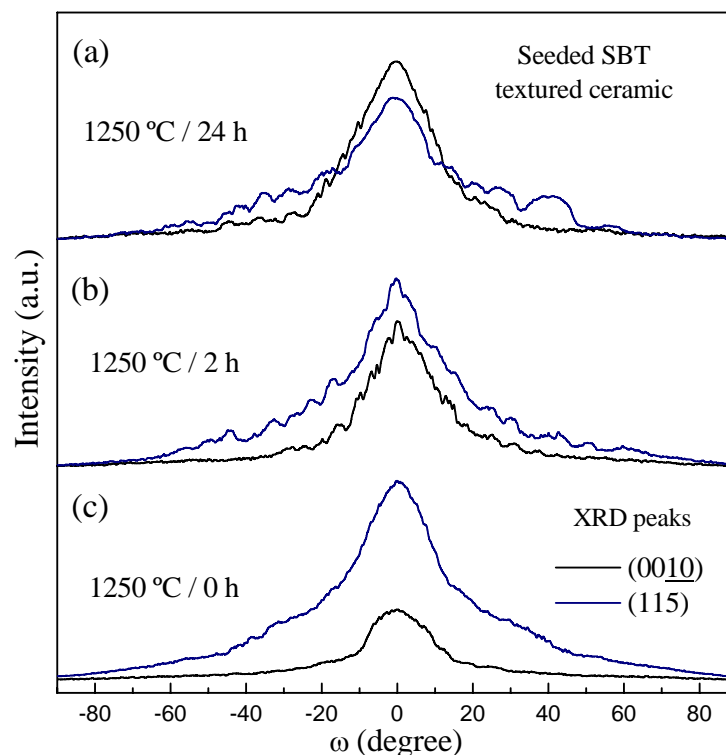 (a)
Seeded SBT
textured ceramic
1250 ºC / 24 h
(b)
1250 ºC / 2 h
(c)
XRD peaks
(0010)
(115)
1250 ºC / 0 h
Intensity (a.u.)
-80 -60 -40 -20 0 20 40 60 80
ω (degree)